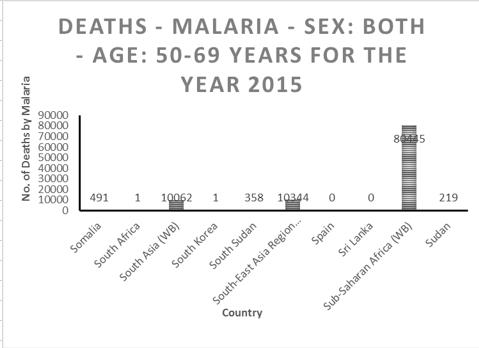 DEATHS - MALARIA - SEX: BOTH
- AGE: 50-69 YEARS FOR THE
YEAR 2015
No. of Deaths by Malaria
90000
80000
70000
60000
50000
40000
30000
20000
10000
0
491 1 10062 1 358 10344 0 0 80445 219
Somalia
South Africa
South Asia (WB)
South Korea
South Sudan
South-East Asia Region...
Spain
Sri Lanka
Sub-Saharan Africa (WB)
Sudan
Country